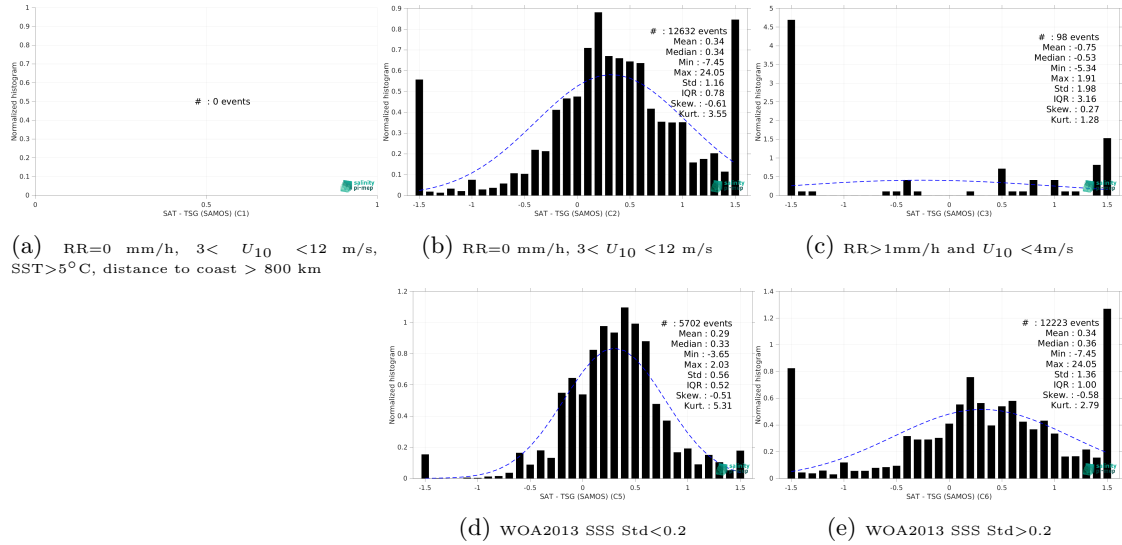 1
0.9
0.8
0.7
0.6
0.5
0.4
0.3
0.2
0.1
0
Normalized histogram
# : 0 events
0
0.5
1
SAT - TSG (SAMOS) (C1)
salinity
pi-mep
(a) RR=0 mm/h, 3< U10 <12 m/s,
SST>5°C, distance to coast > 800 km
0.9
0.8
0.7
0.6
0.5
0.4
0.3
0.2
0.1
0
Normalized histogram
# : 12632 events
Mean : 0.34
Median : 0.34
Min : -7.45
Max : 24.05
Std : 1.16
IQR : 0.78
Skew. : -0.61
Kurt. : 3.55
-1.5
-1
-0.5
0
0.5
1
1.5
SAT - TSG (SAMOS) (C2)
(b) RR=0 mm/h, 3< U10 <12 m/s
5
4.5
4
3.5
3
2.5
2
1.5
1
0.5
0
Normalized histogram
# : 98 events
Mean : -0.75
Median : -0.53
Min : -5.34
Max : 1.91
Std : 1.98
IQR : 3.16
Skew. : 0.27
Kurt. : 1.28
-1.5
-1
-0.5
0
0.5
1
1.5
SAT - TSG (SAMOS) (C3)
(c) RR>1mm/h and U10 <4m/s
1.2
1
0.8
0.6
0.4
0.2
0
Normalized histogram
# : 5702 events
Mean : 0.29
Median : 0.33
Min : -3.65
Max : 2.03
Std : 0.56
IQR : 0.52
Skew. : -0.51
Kurt. : 5.31
-1.5
-1
-0.5
0
0.5
1
1.5
SAT - TSG (SAMOS) (C5)
(d) WOA2013 SSS Std<0.2
1.4
1.2
1
0.8
0.6
0.4
0.2
0
Normalized histogram
# : 12223 events
Mean : 0.34
Median : 0.36
Min : -7.45
Max : 24.05
Std : 1.36
IQR : 1.00
Skew. : -0.58
Kurt. : 2.79
-1.5
-1
-0.5
0
0.5
1
1.5
SAT - TSG (SAMOS) (C6)
(e) WOA2013 SSS Std>0.2